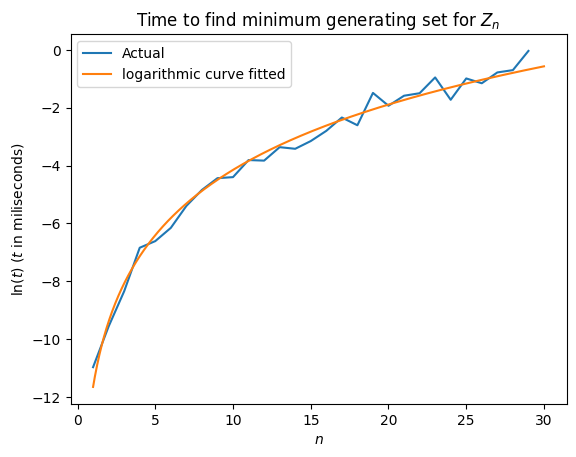 Time to find minimum generating set for Zₙ
Actual
logarithmic curve fitted
0
−2
−4
−6
−8
−10
−12
ln(t) (t in miliseconds)
0 5 10 15 20 25 30
n